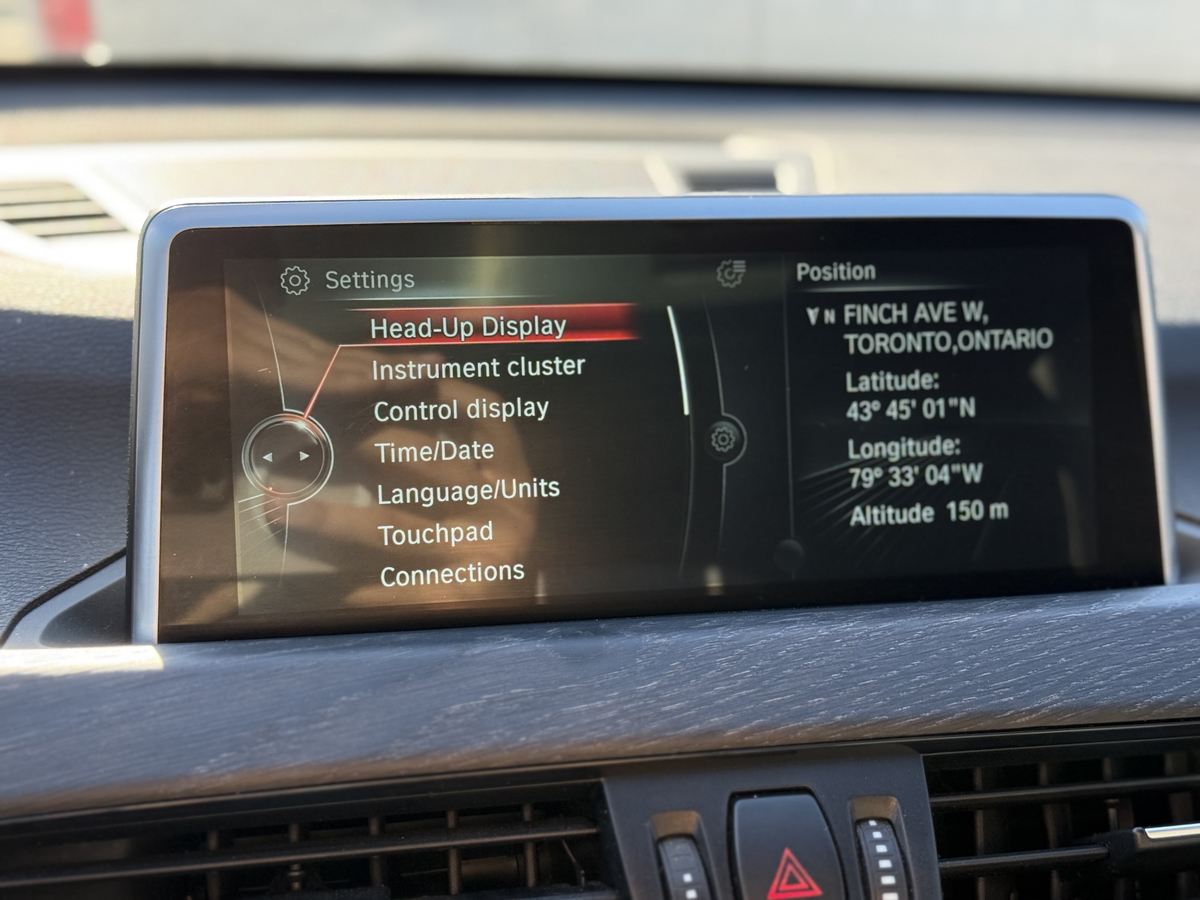 Settings
Head-Up Display
Instrument cluster
Control display
Time/Date
Language/Units
Touchpad
Connections
Position
N FINCH AVE W,
TORONTO,ONTARIO
Latitude:
43° 45' 01"N
Longitude:
79° 33' 04"W
Altitude 150 m